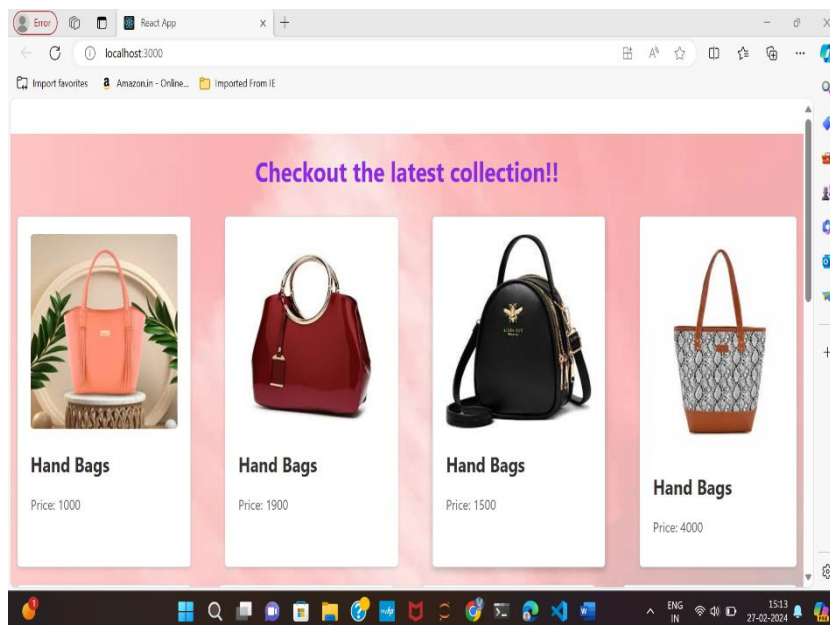 Error
React App
localhost:3000
Import favorites
a Amazon.in - Online...
Imported From IE
Checkout the latest collection!!
Hand Bags
Price: 1000
Hand Bags
Price: 1900
Hand Bags
Price: 1500
Hand Bags
Price: 4000
ENG
IN
15:13
27-02-2024